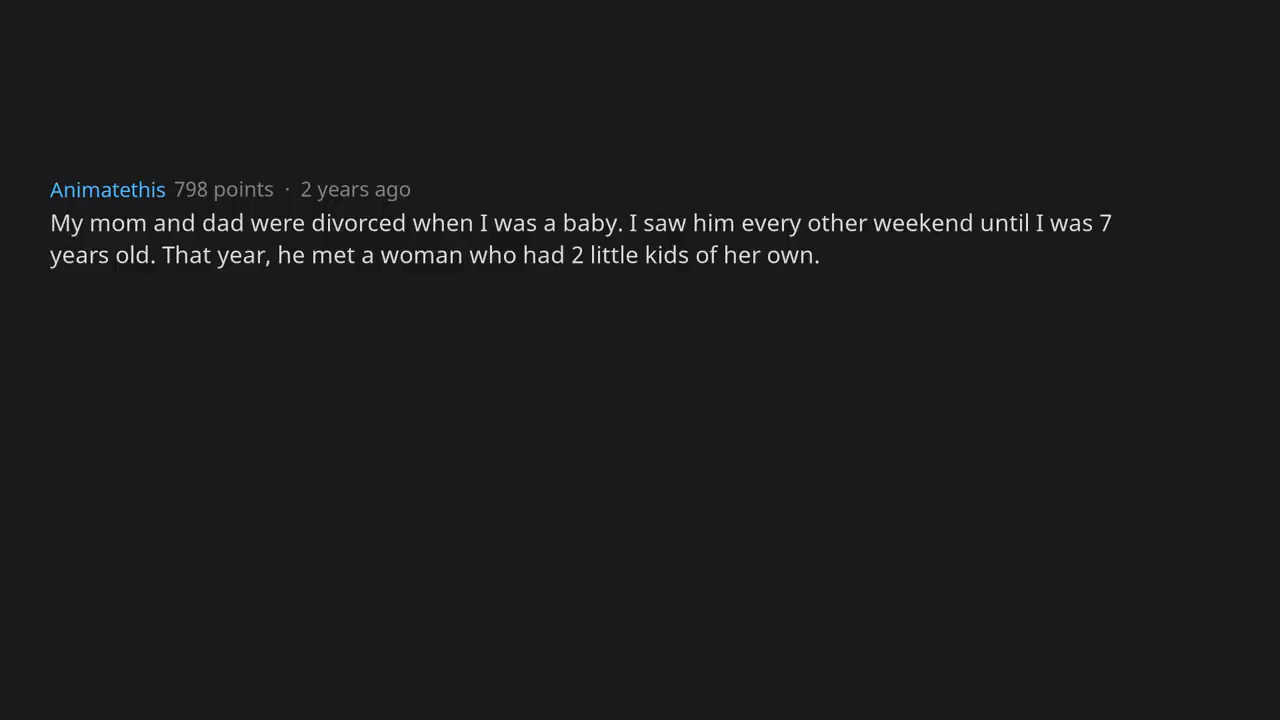 Animatethis 798 points · 2 years ago
My mom and dad were divorced when I was a baby. I saw him every other weekend until I was 7
years old. That year, he met a woman who had 2 little kids of her own.